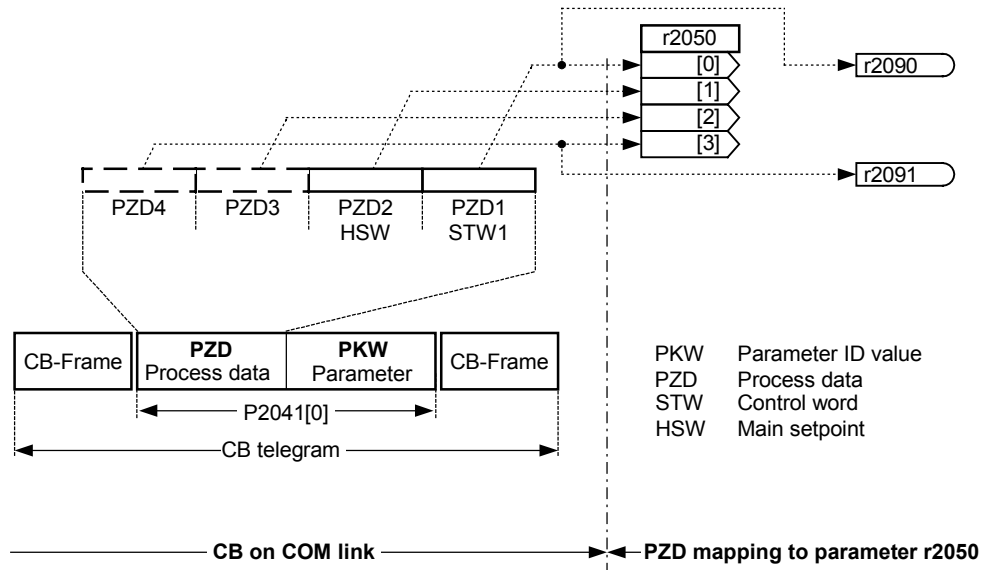 r2050
[0]
[1]
[2]
[3]
r2090
r2091
PZD4 PZD3 PZD2 PZD1
HSW STW1
CB-Frame PZD PKW CB-Frame
Process data Parameter
P2041[0]
CB telegram
PKW Parameter ID value
PZD Process data
STW Control word
HSW Main setpoint
CB on COM link PZD mapping to parameter r2050